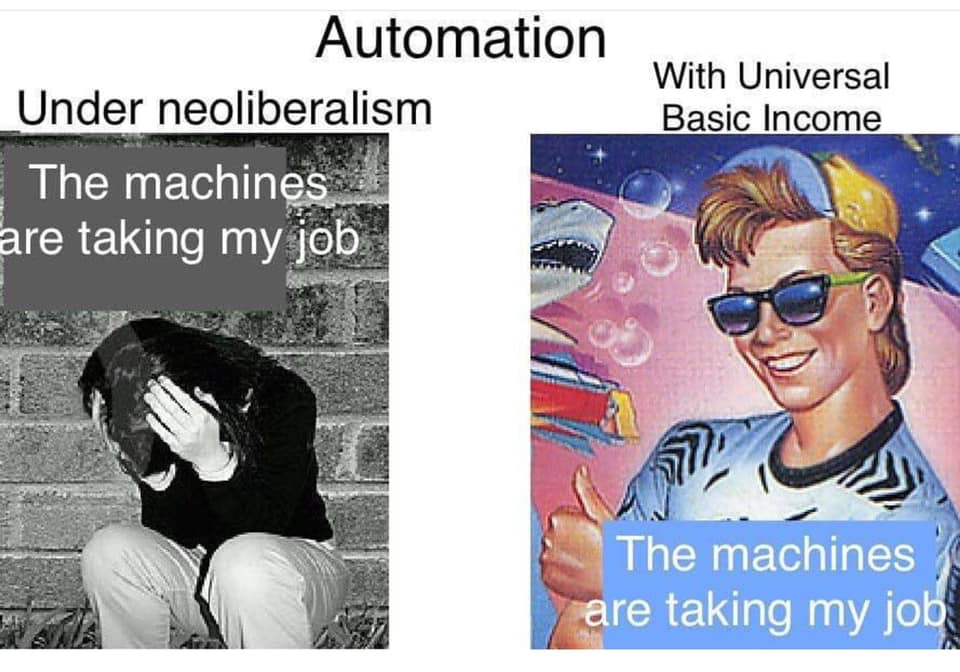 Automation
Under neoliberalism
With Universal
Basic Income
The machines
are taking my job
The machines
are taking my job